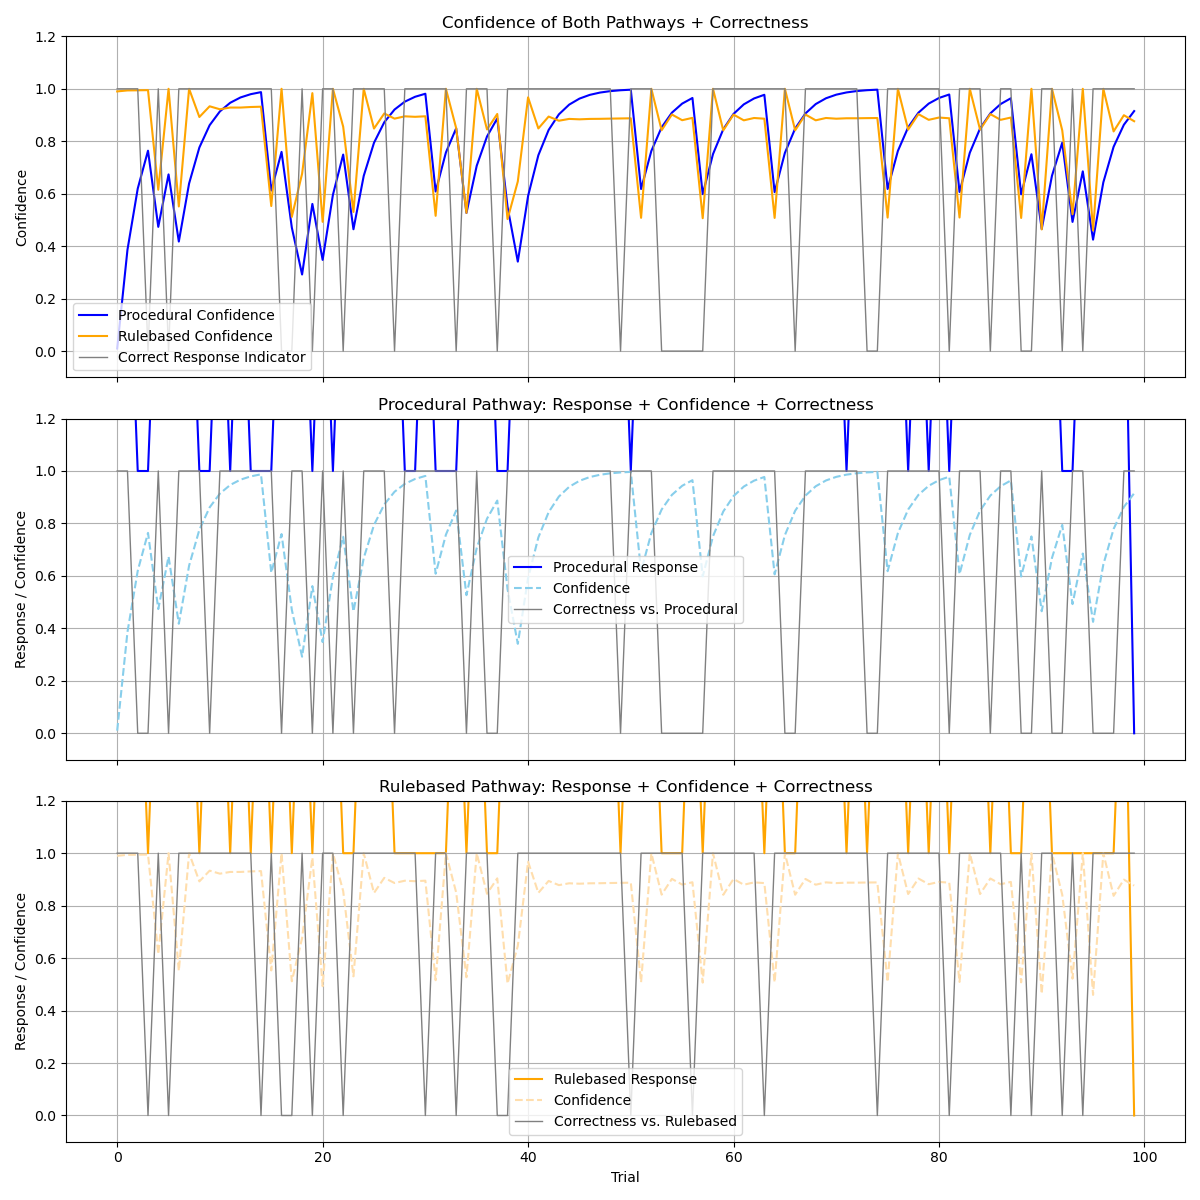 Confidence of Both Pathways + Correctness
1.2
1.0
0.8
0.6
0.4
0.2
0.0
Confidence
Procedural Confidence
Rulebased Confidence
Correct Response Indicator
Procedural Pathway: Response + Confidence + Correctness
1.2
1.0
0.8
0.6
0.4
0.2
0.0
Response / Confidence
Procedural Response
Confidence
Correctness vs. Procedural
Rulebased Pathway: Response + Confidence + Correctness
1.2
1.0
0.8
0.6
0.4
0.2
0.0
Response / Confidence
Rulebased Response
Confidence
Correctness vs. Rulebased
0 20 40 60 80 100
Trial